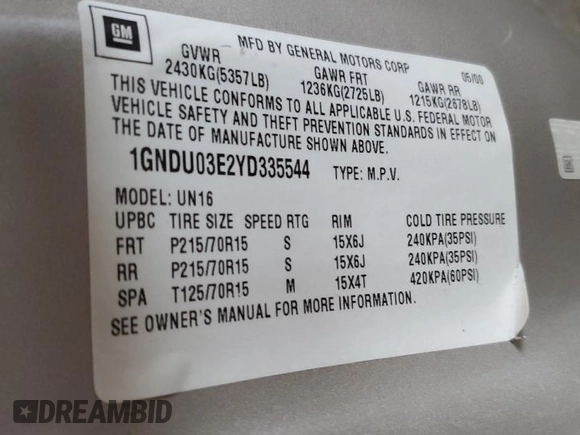 GM
MFD BY GENERAL MOTORS CORP 05/00
GVWR GAWR FRT GAWR RR
2430KG(5357LB) 1236KG(2725LB) 1215KG(2678LB)
THIS VEHICLE CONFORMS TO ALL APPLICABLE U.S. FEDERAL MOTOR
VEHICLE SAFETY AND THEFT PREVENTION STANDARDS IN EFFECT ON
THE DATE OF MANUFACTURE SHOWN ABOVE.
1GNDU03E2YD335544 TYPE: M.P.V.
MODEL: UN16
UPBC TIRE SIZE SPEED RTG RIM COLD TIRE PRESSURE
FRT P215/70R15 S 15X6J 240KPA(35PSI)
RR P215/70R15 S 15X6J 240KPA(35PSI)
SPA T125/70R15 M 15X4T 420KPA(60PSI)
SEE OWNER'S MANUAL FOR MORE INFORMATION.
DREAMBID